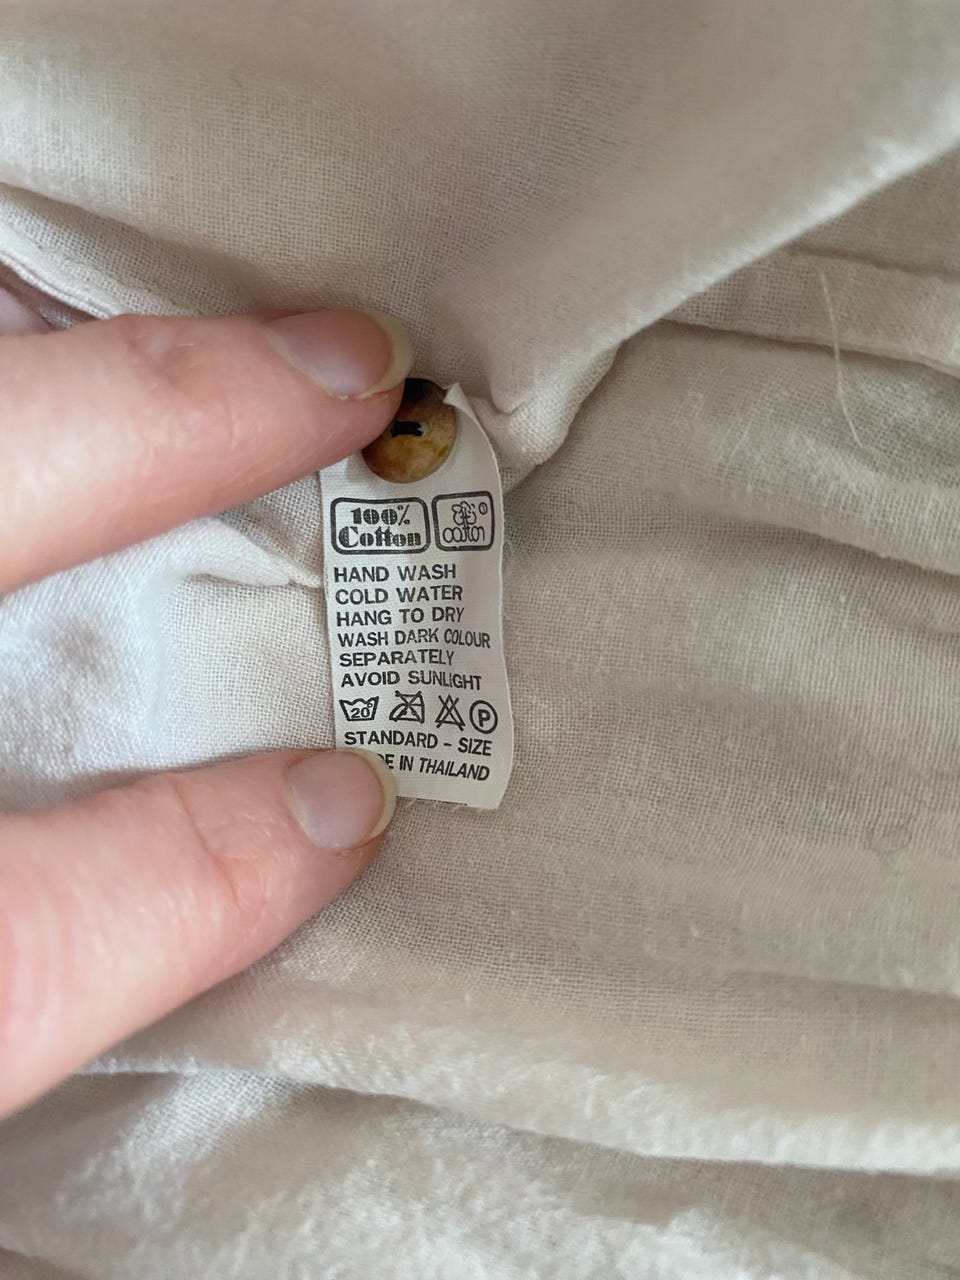 100%
Cotton
cotton
HAND WASH
COLD WATER
HANG TO DRY
WASH DARK COLOUR
SEPARATELY
AVOID SUNLIGHT
20° P
STANDARD - SIZE
E IN THAILAND